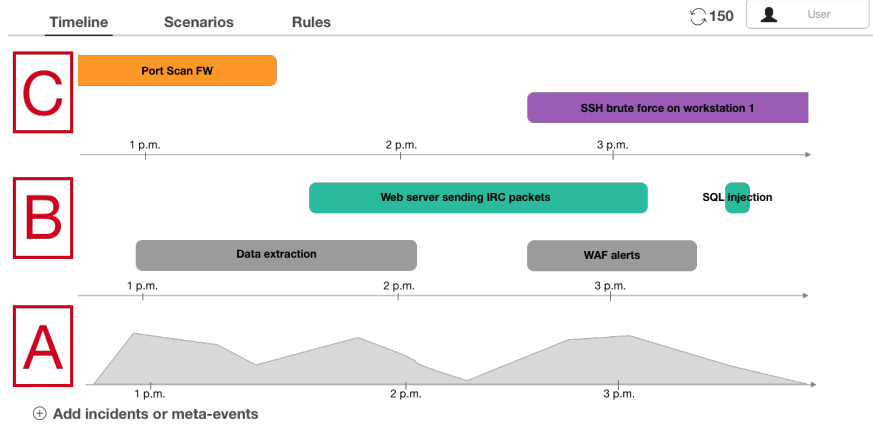 Timeline Scenarios Rules 150 User
C
Port Scan FW
SSH brute force on workstation 1
1 p.m. 2 p.m. 3 p.m.
B
Web server sending IRC packets SQL injection
Data extraction WAF alerts
1 p.m. 2 p.m. 3 p.m.
A
1 p.m. 2 p.m. 3 p.m.
Add incidents or meta-events